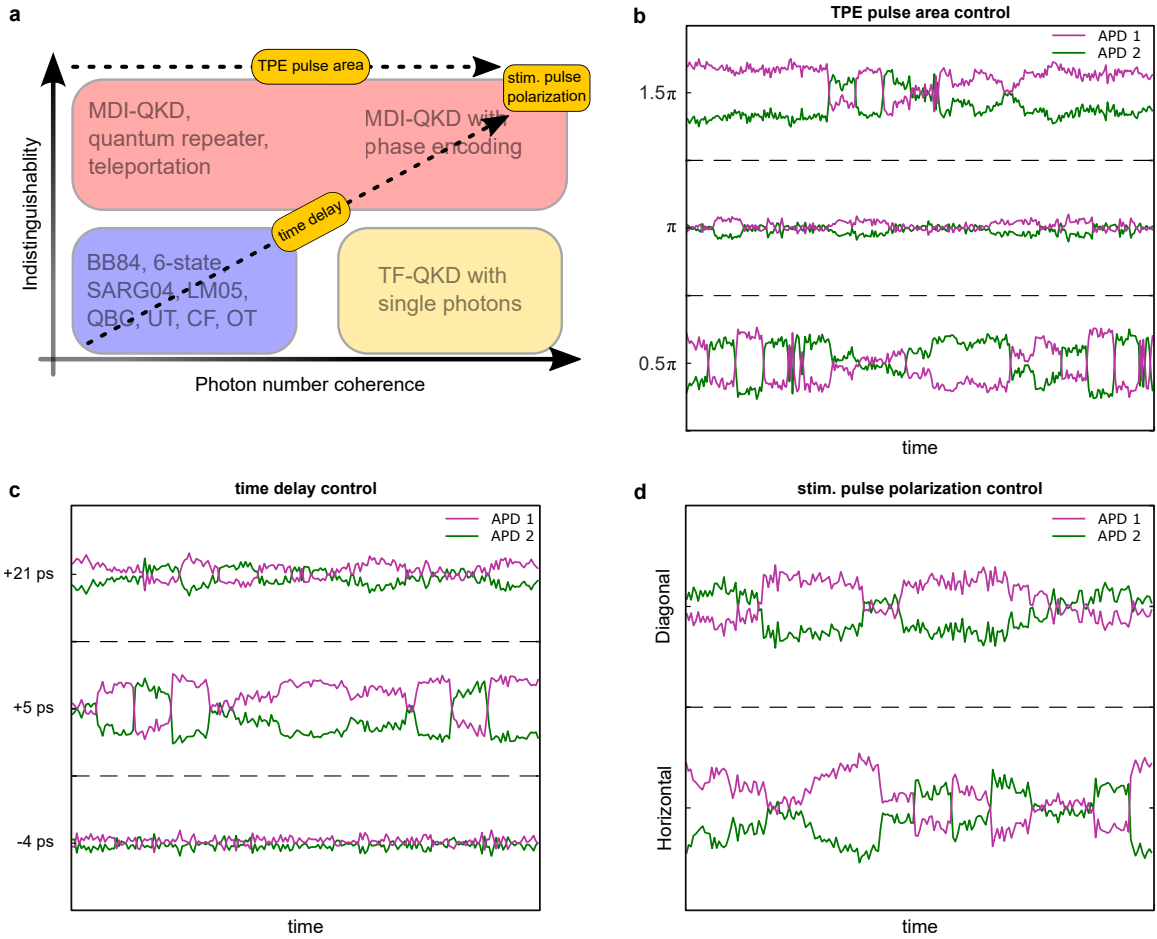 a
TPE pulse area
stim. pulse
polarization
MDI-QKD,
quantum repeater,
teleportation
MDI-QKD with
phase encoding
time delay
BB84, 6-state,
SARG04, LM05,
QBC, UT, CF, OT
TF-QKD with
single photons
Indistinguishablity
Photon number coherence
b
TPE pulse area control
APD 1
APD 2
1.5π
π
0.5π
time
c
time delay control
APD 1
APD 2
+21 ps
+5 ps
-4 ps
time
d
stim. pulse polarization control
APD 1
APD 2
Diagonal
Horizontal
time